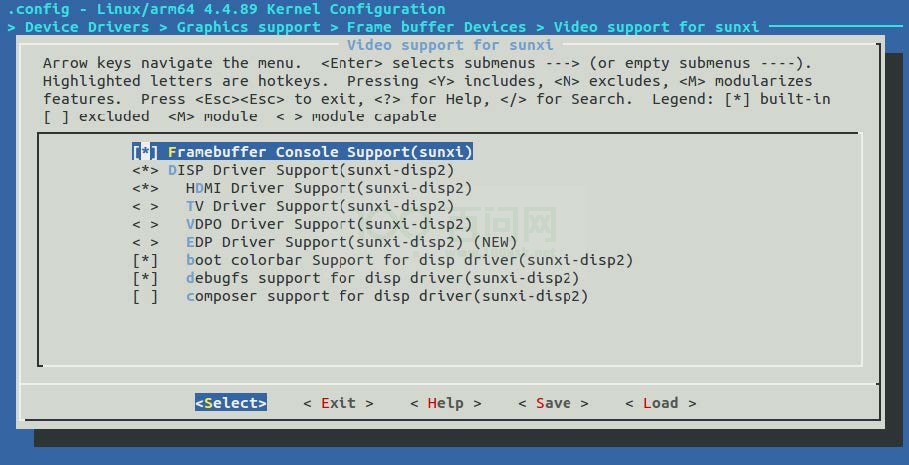 .config - Linux/arm64 4.4.89 Kernel Configuration
> Device Drivers > Graphics support > Frame buffer Devices > Video support for sunxi
Video support for sunxi
Arrow keys navigate the menu.  <Enter> selects submenus ---> (or empty submenus ----).
Highlighted letters are hotkeys.  Pressing <Y> includes, <N> excludes, <M> modularizes
features.  Press <Esc><Esc> to exit, <?> for Help, </> for Search.  Legend: [*] built-in
[ ] excluded  <M> module  < > module capable
[*] Framebuffer Console Support(sunxi)
<*> DISP Driver Support(sunxi-disp2)
<*>   HDMI Driver Support(sunxi-disp2)
< >   TV Driver Support(sunxi-disp2)
< >   VDPO Driver Support(sunxi-disp2)
< >   EDP Driver Support(sunxi-disp2) (NEW)
[*]   boot colorbar Support for disp driver(sunxi-disp2)
[*]   debugfs support for disp driver(sunxi-disp2)
[ ]   composer support for disp driver(sunxi-disp2)
百问网
<Select>    < Exit >    < Help >    < Save >    < Load >